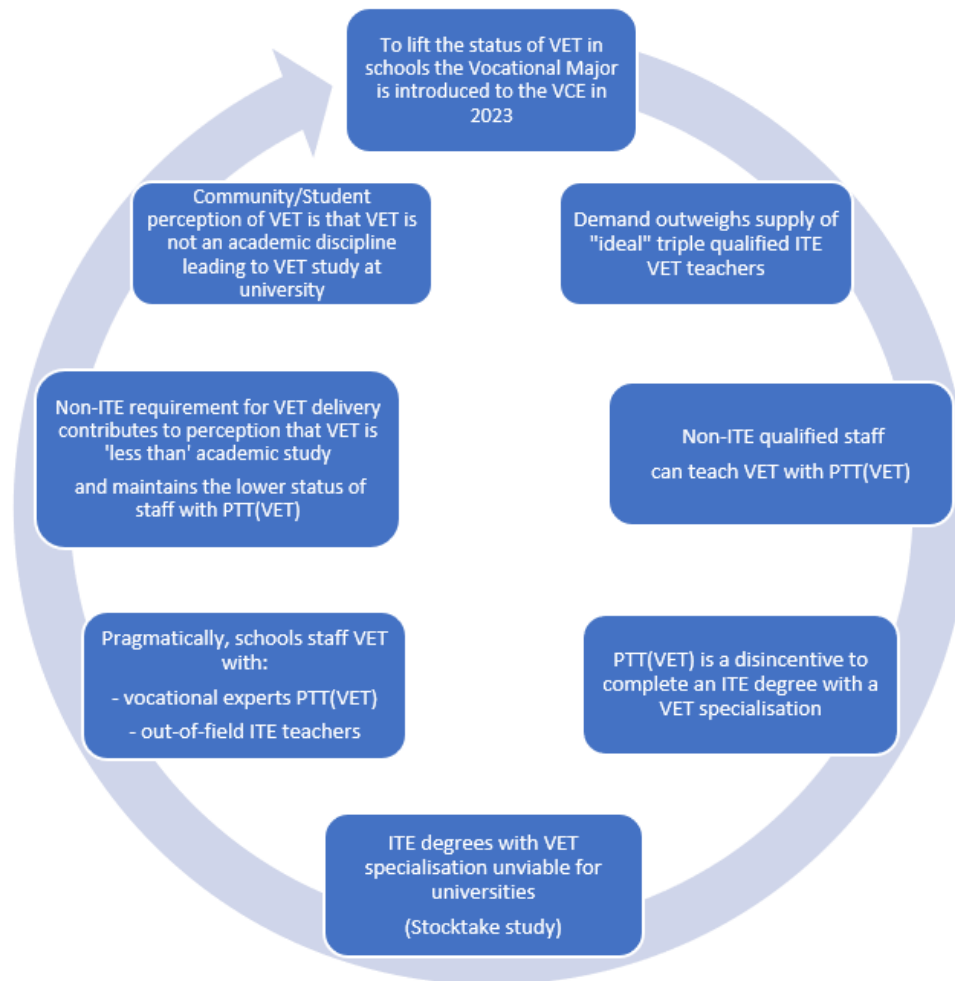 To lift the status of VET in
schools the Vocational Major
is introduced to the VCE in
2023
Demand outweighs supply of
"ideal" triple qualified ITE
VET teachers
Non-ITE qualified staff
can teach VET with PTT(VET)
PTT(VET) is a disincentive to
complete an ITE degree with a
VET specialisation
ITE degrees with VET
specialisation unviable for
universities
(Stocktake study)
Pragmatically, schools staff VET
with:
- vocational experts PTT(VET)
- out-of-field ITE teachers
Non-ITE requirement for VET delivery
contributes to perception that VET is
'less than' academic study
and maintains the lower status of
staff with PTT(VET)
Community/Student
perception of VET is that VET is
not an academic discipline
leading to VET study at
university